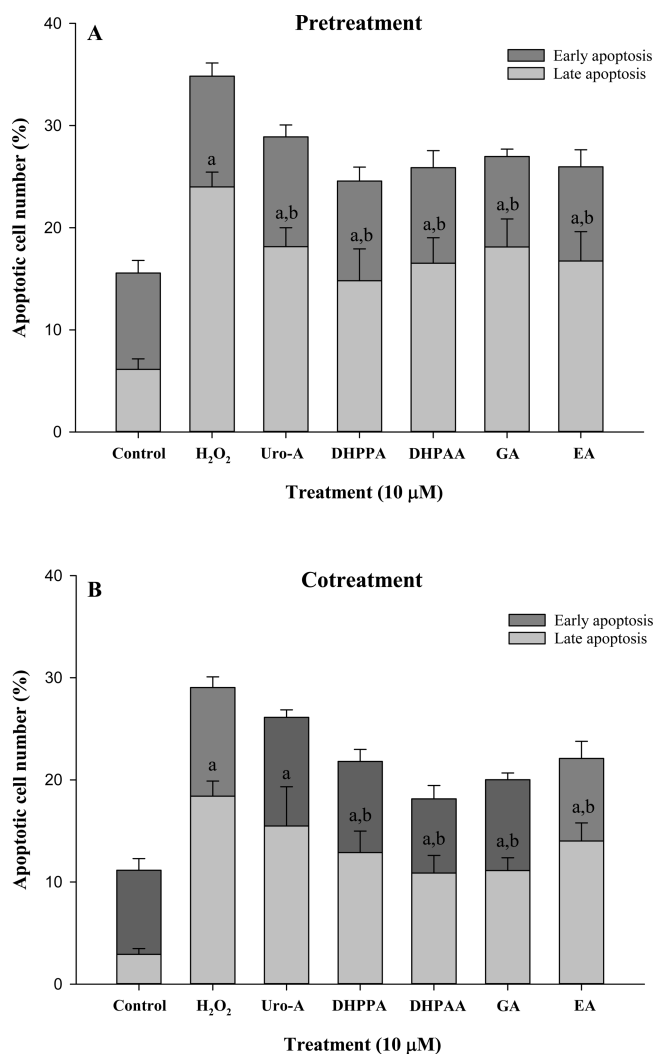 A
Pretreatment
Early apoptosis
Late apoptosis
40
30
20
10
0
Apoptotic cell number (%)
a
a,b
a,b
a,b
a,b
a,b
Control H₂O₂ Uro-A DHPPA DHPAA GA EA
Treatment (10 μM)
B
Cotreatment
Early apoptosis
Late apoptosis
40
30
20
10
0
Apoptotic cell number (%)
a
a
a,b
a,b
a,b
a,b
Control H₂O₂ Uro-A DHPPA DHPAA GA EA
Treatment (10 μM)